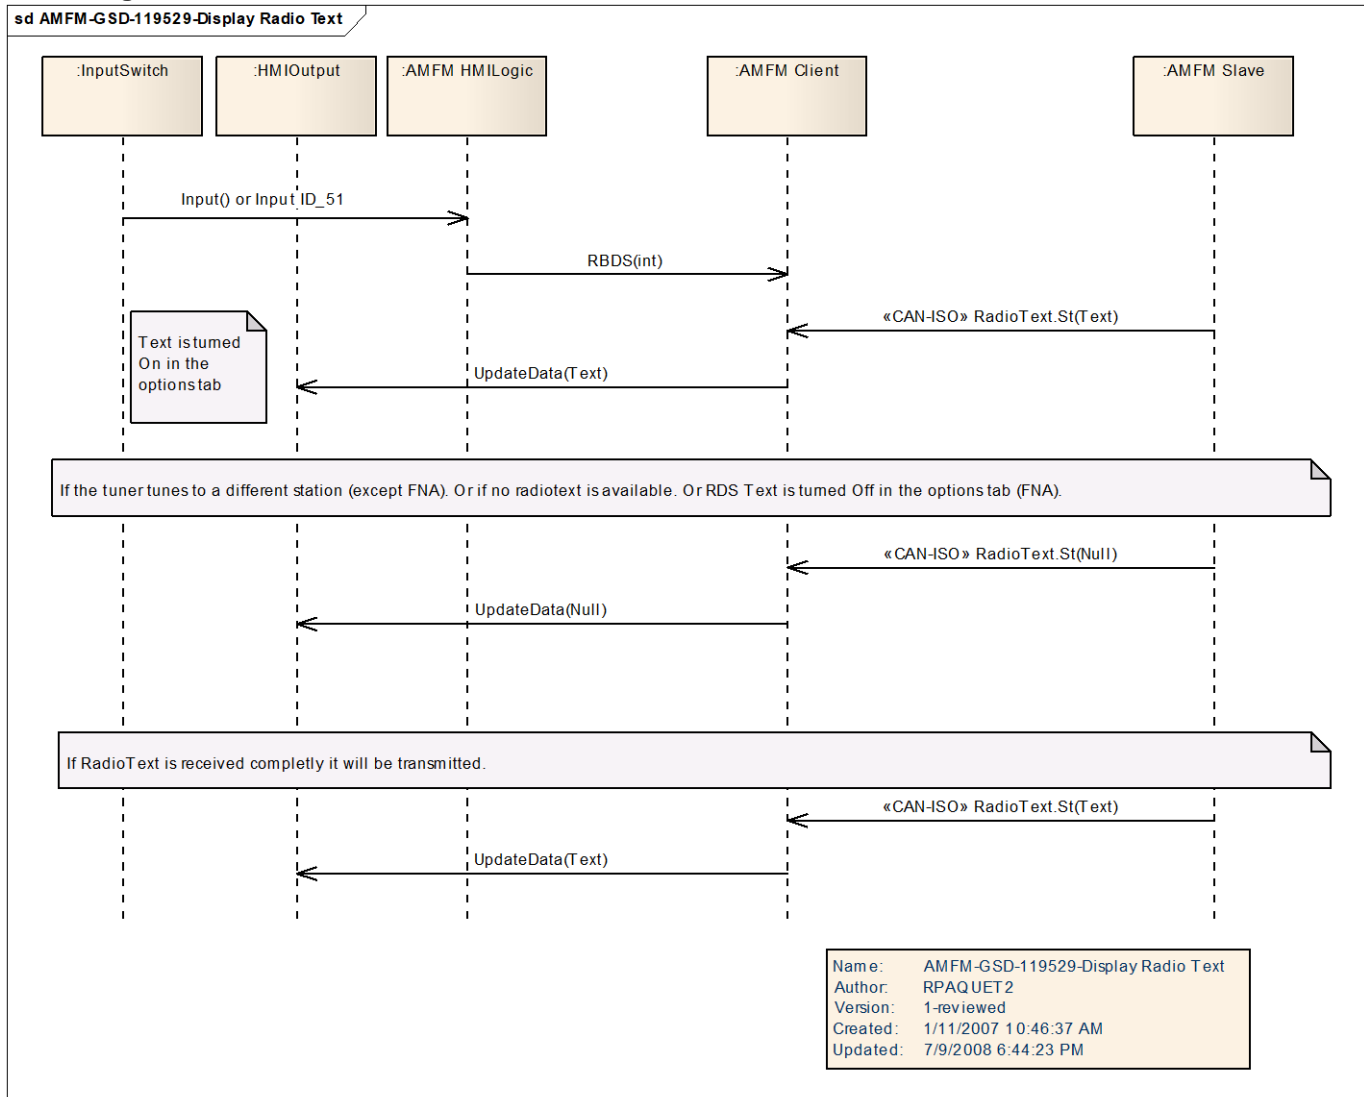 sd AMFM-GSD-119529-Display Radio Text
:InputSwitch
:HMIOutput
:AMFM HMILogic
:AMFM Client
:AMFM Slave
Input() or Input ID_51
RBDS(int)
«CAN-ISO» RadioText.St(Text)
Text is turned
On in the
options tab
UpdateData(Text)
If the tuner tunes to a different station (except FNA). Or if no radiotext is available. Or RDS Text is turned Off in the options tab (FNA).
«CAN-ISO» RadioText.St(Null)
UpdateData(Null)
If RadioText is received completly it will be transmitted.
«CAN-ISO» RadioText.St(Text)
UpdateData(Text)
Name: AMFM-GSD-119529-Display Radio Text
Author: RPAQUET2
Version: 1-reviewed
Created: 1/11/2007 10:46:37 AM
Updated: 7/9/2008 6:44:23 PM